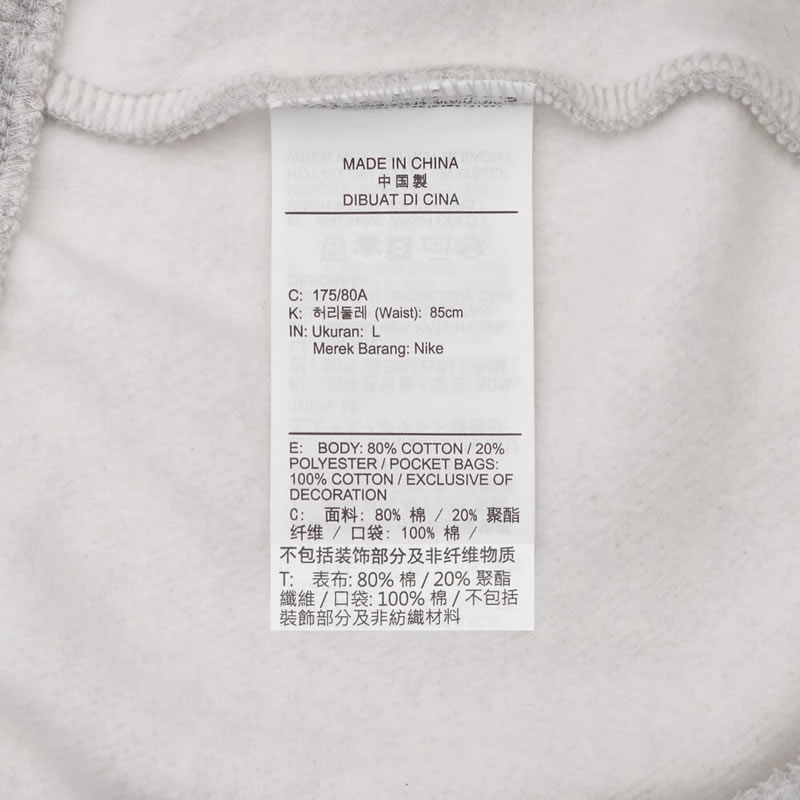 MADE IN CHINA
中国製
DIBUAT DI CINA
C: 175/80A
K: 허리둘레 (Waist): 85cm
IN: Ukuran: L
Merek Barang: Nike
E: BODY: 80% COTTON / 20%
POLYESTER / POCKET BAGS:
100% COTTON / EXCLUSIVE OF
DECORATION
C: 面料: 80% 棉 / 20% 聚酯
纤维 / 口袋: 100% 棉 /
不包括装饰部分及非纤维物质
T: 表布: 80% 棉 / 20% 聚酯
纖維 / 口袋: 100% 棉 / 不包括
裝飾部分及非紡織材料